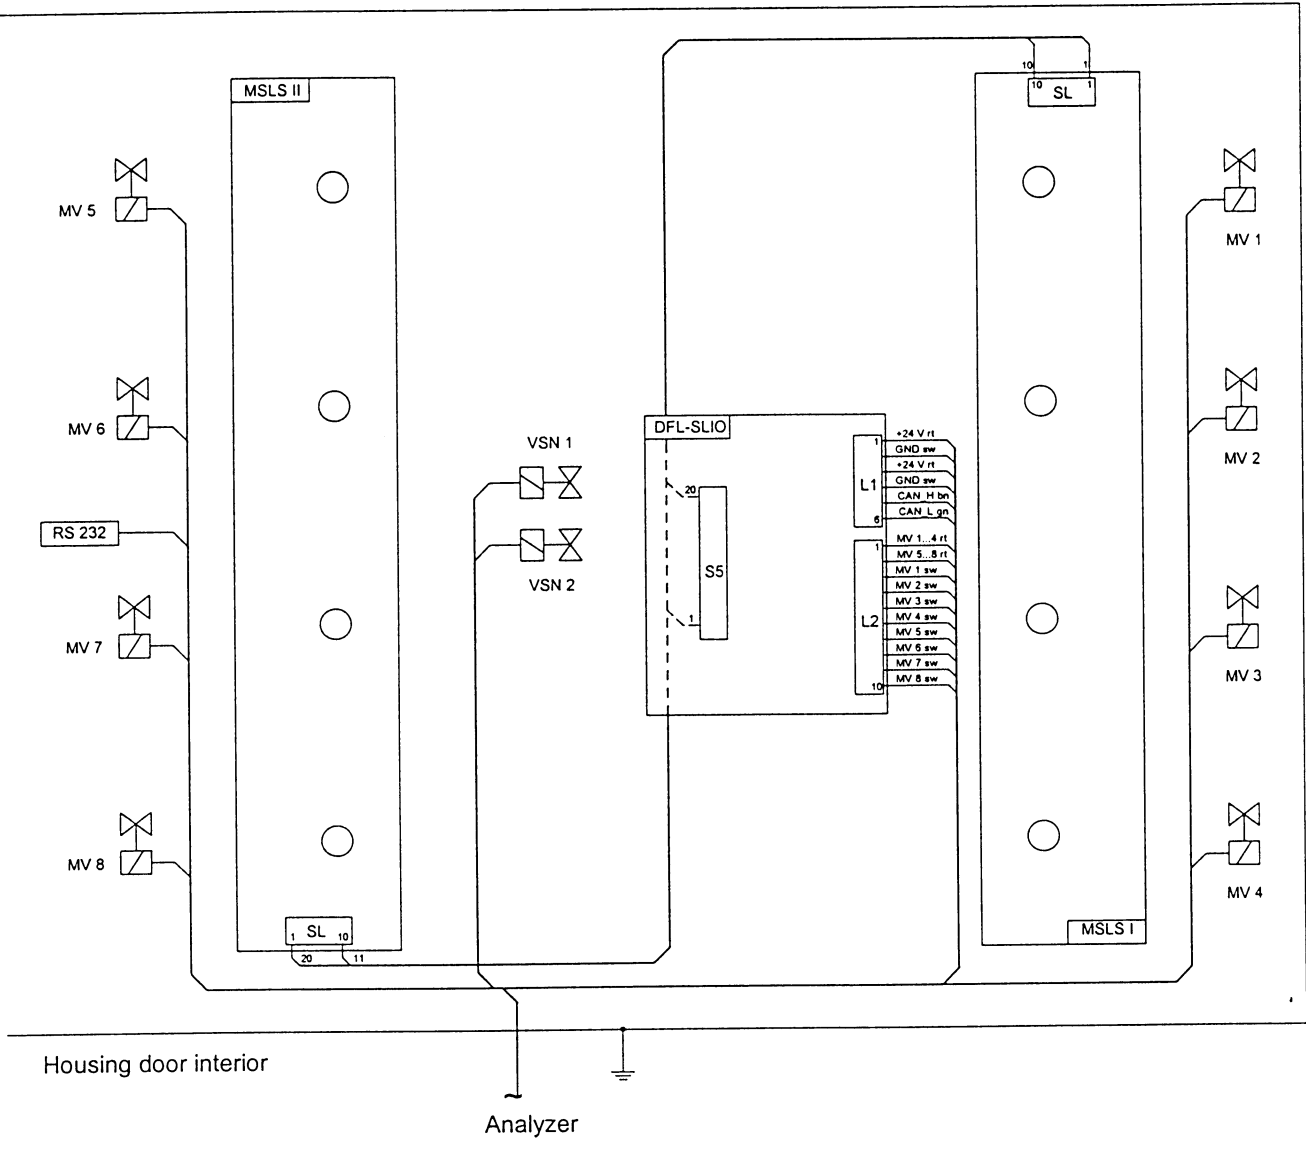 10 1
MSLS II
10 SL 1
MV 5
MV 1
MV 6
MV 2
VSN 1
DFL-SLIO
1 +24 V rt
GND sw
+24 V rt
L1
GND sw
CAN_H bn
6 CAN_L gn
20
S5
1
RS 232
VSN 2
1 MV 1...4 rt
MV 5...8 rt
MV 1 sw
MV 2 sw
MV 3 sw
L2
MV 4 sw
MV 5 sw
MV 6 sw
MV 7 sw
10 MV 8 sw
MV 7
MV 3
MV 8
MV 4
1 SL 10
20 11
MSLS I
Housing door interior
Analyzer